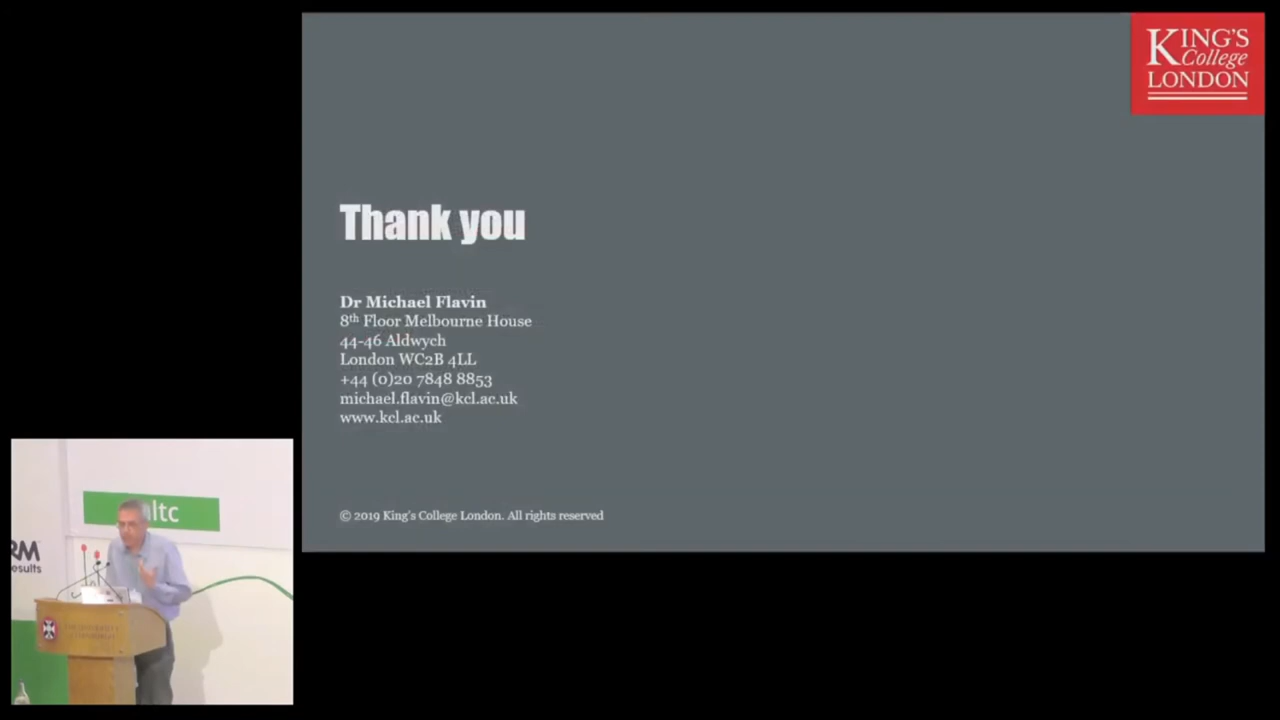 KING'S
College
LONDON
Thank you
Dr Michael Flavin
8th Floor Melbourne House
44-46 Aldwych
London WC2B 4LL
+44 (0)20 7848 8853
michael.flavin@kcl.ac.uk
www.kcl.ac.uk
© 2019 King's College London. All rights reserved
ltc
RM
esults